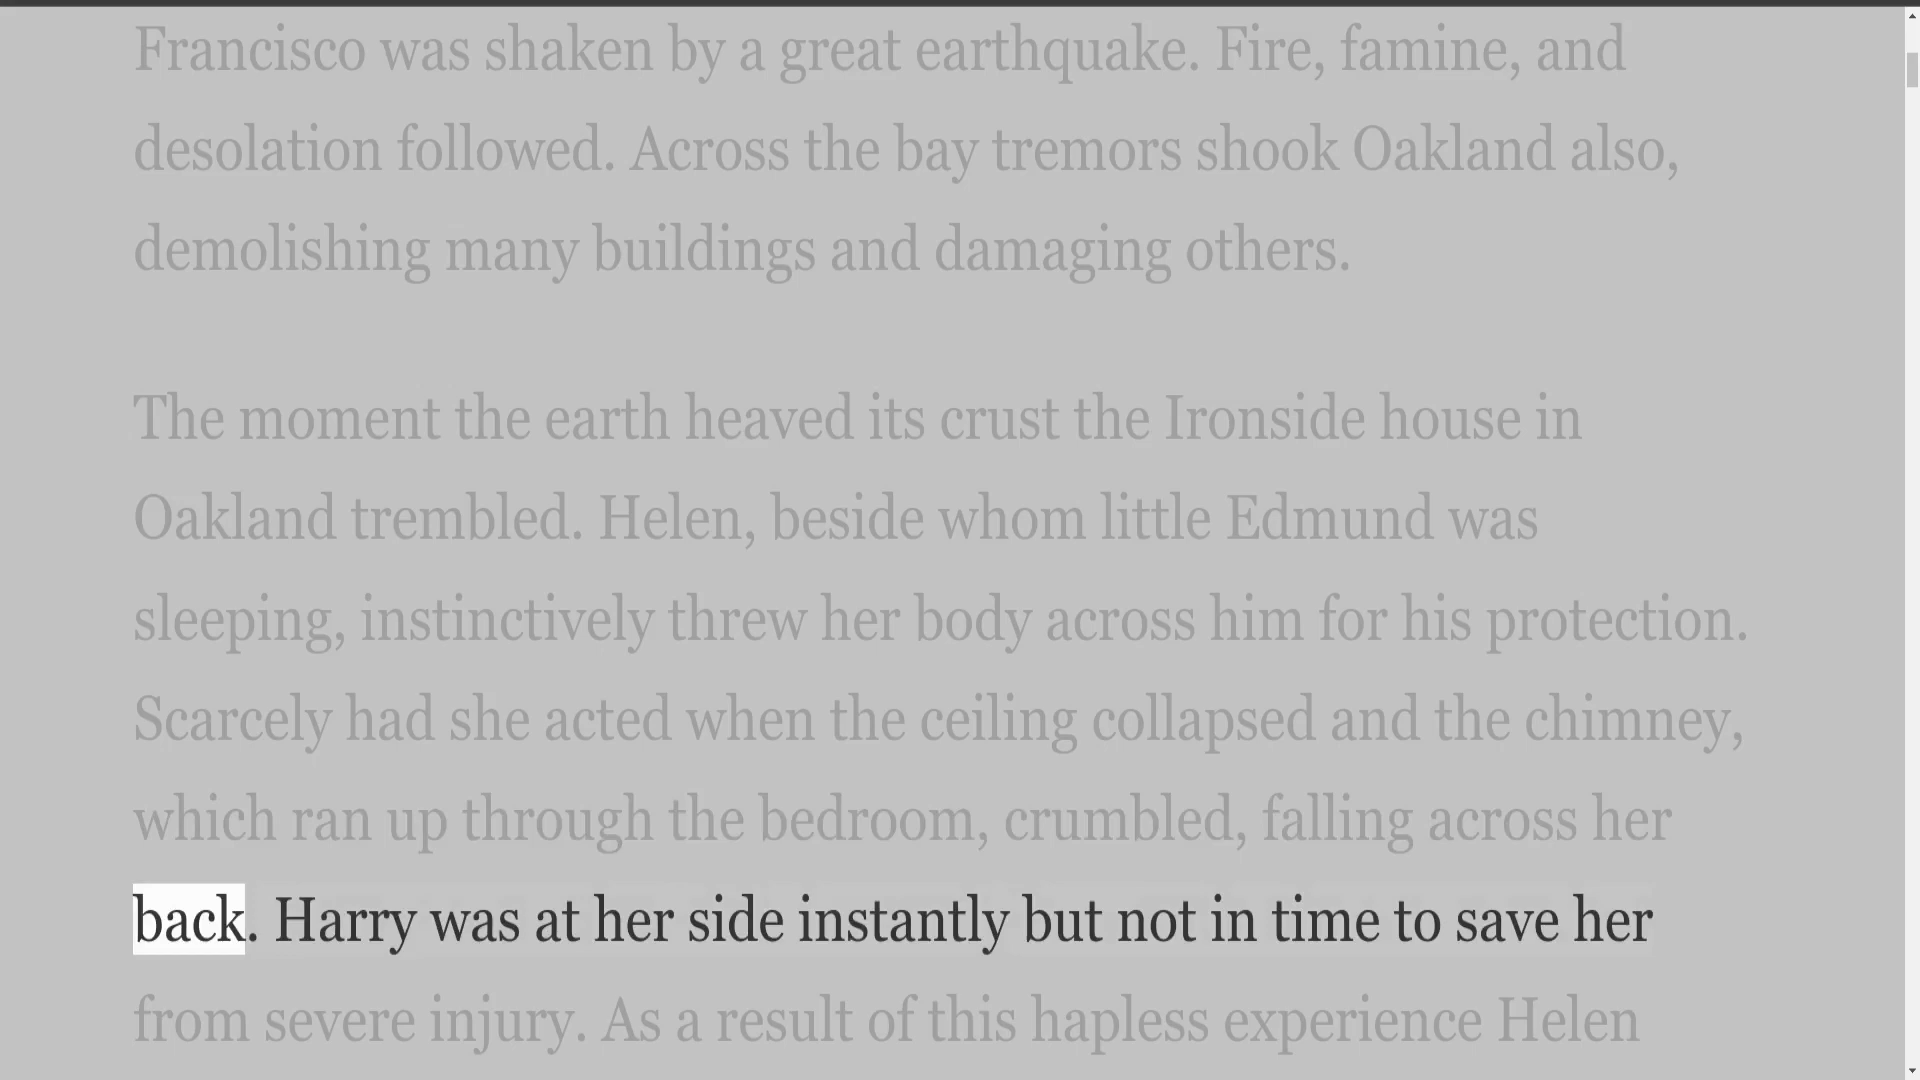 Francisco was shaken by a great earthquake. Fire, famine, and
desolation followed. Across the bay tremors shook Oakland also,
demolishing many buildings and damaging others.
The moment the earth heaved its crust the Ironside house in
Oakland trembled. Helen, beside whom little Edmund was
sleeping, instinctively threw her body across him for his protection.
Scarcely had she acted when the ceiling collapsed and the chimney,
which ran up through the bedroom, crumbled, falling across her
back. Harry was at her side instantly but not in time to save her
from severe injury. As a result of this hapless experience Helen